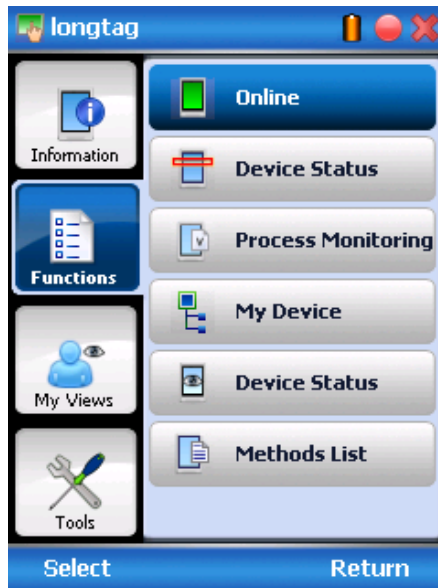 longtag
Information
Functions
My Views
Tools
Online
Device Status
Process Monitoring
My Device
Device Status
Methods List
Select
Return